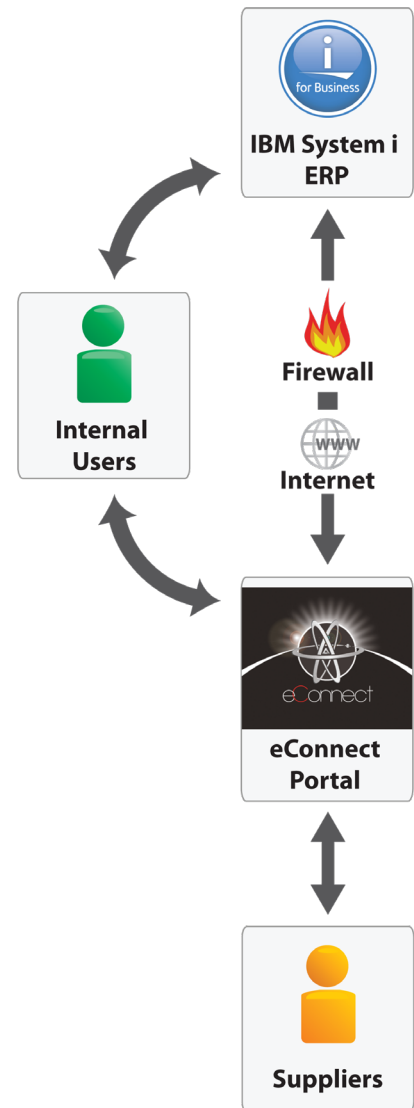 i
for Business
IBM System i
ERP
Firewall
Internal
Users
www
Internet
eConnect
eConnect
Portal
Suppliers